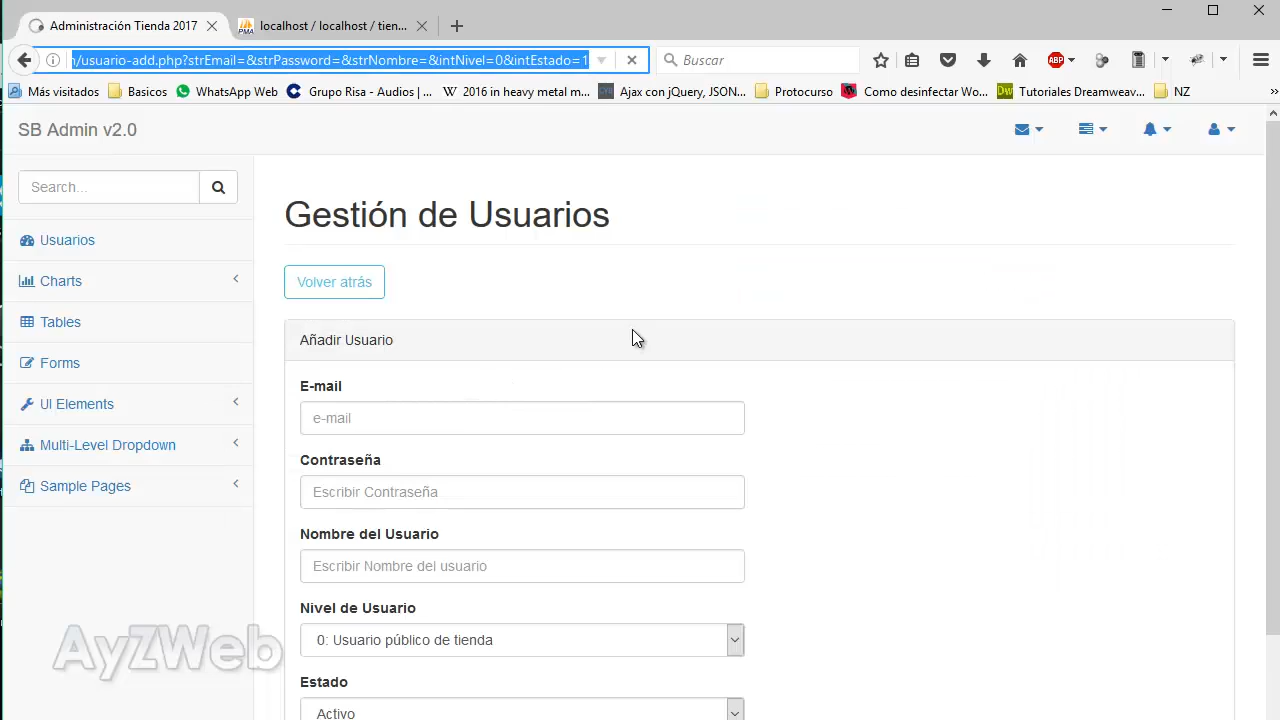 Administración Tienda 2017
PMA
localhost / localhost / tien...
n/usuario-add.php?strEmail=&strPassword=&strNombre=&intNivel=0&intEstado=1
Buscar
ABP
Más visitados
Basicos
WhatsApp Web
Grupo Risa - Audios | ...
2016 in heavy metal m...
Ajax con jQuery, JSON...
Protocurso
Como desinfectar Wo...
Dw
Tutoriales Dreamweav...
NZ
SB Admin v2.0
Search...
Usuarios
Charts
Tables
Forms
UI Elements
Multi-Level Dropdown
Sample Pages
Gestión de Usuarios
Volver atrás
Añadir Usuario
E-mail
e-mail
Contraseña
Escribir Contraseña
Nombre del Usuario
Escribir Nombre del usuario
Nivel de Usuario
0: Usuario público de tienda
Estado
Activo
AyZWeb